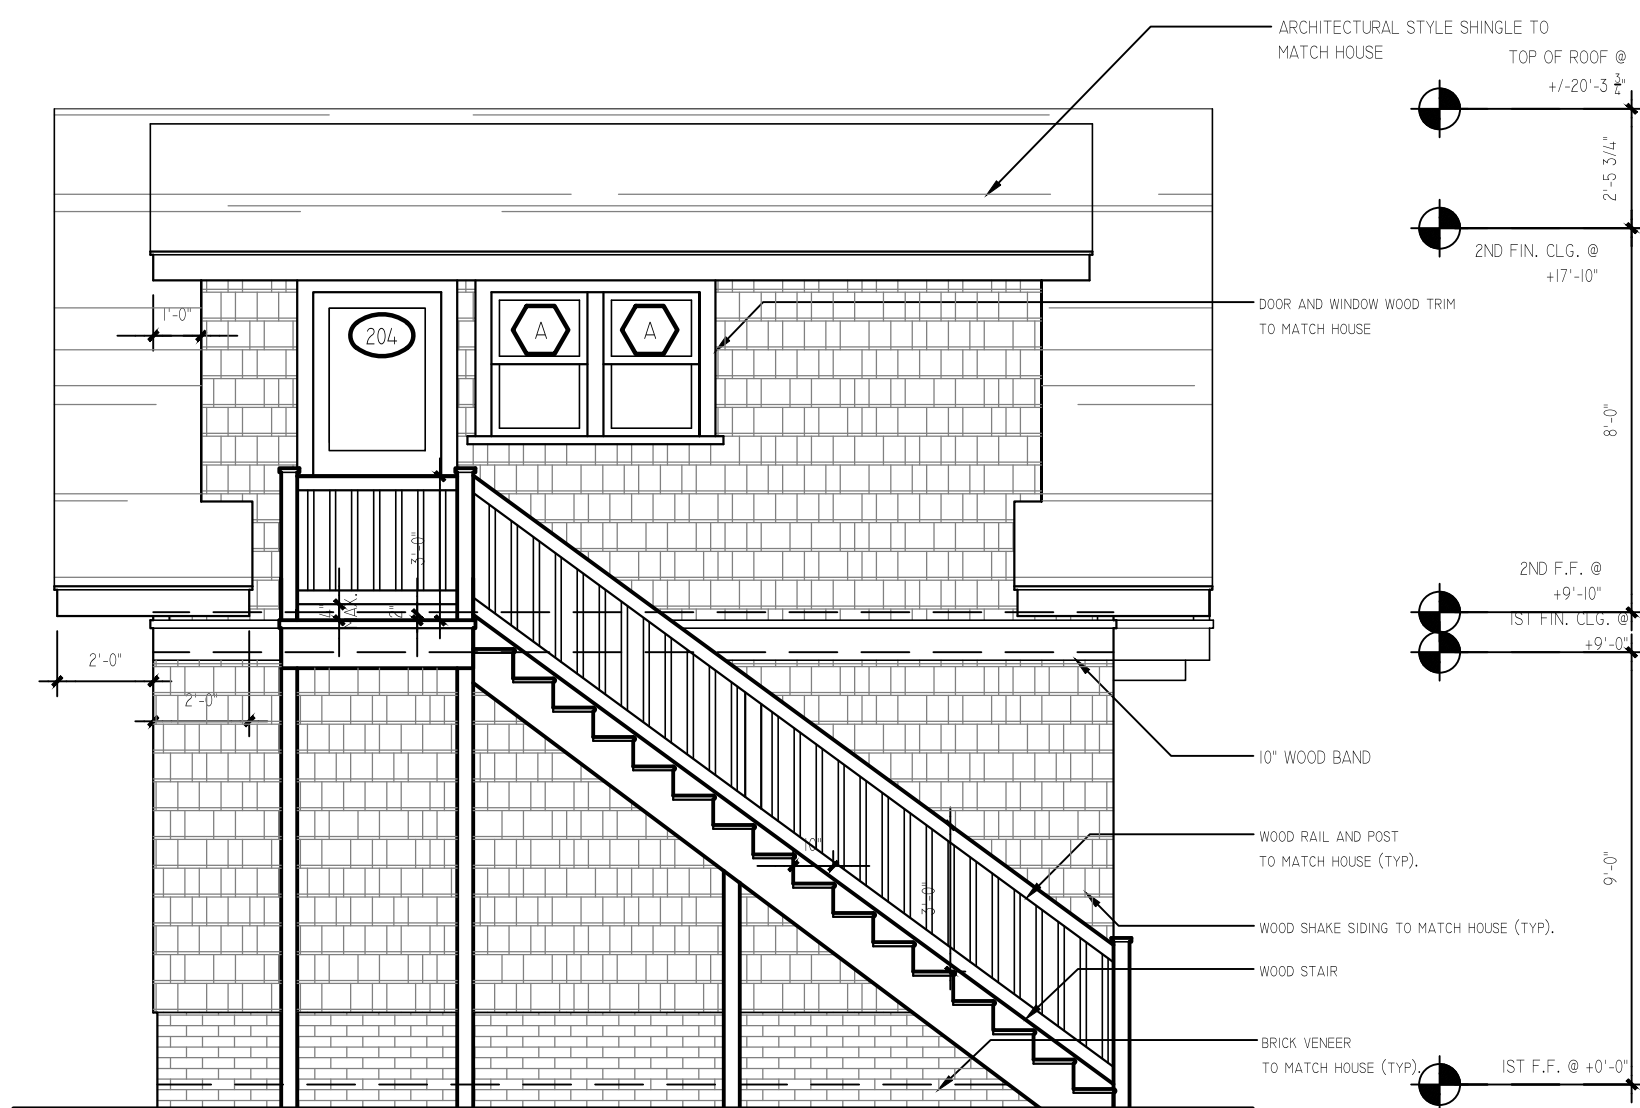 ARCHITECTURAL STYLE SHINGLE TO
MATCH HOUSE
TOP OF ROOF @
+/-20'-3 3/4"
2'-5 3/4"
2ND FIN. CLG. @
+17'-10"
DOOR AND WINDOW WOOD TRIM
TO MATCH HOUSE
1'-0"
204
A
A
8'-0"
3'-0"
2ND F.F. @
+9'-10"
4"
MAX.
2"
1ST FIN. CLG. @
+9'-0"
2'-0"
2'-0"
10" WOOD BAND
WOOD RAIL AND POST
TO MATCH HOUSE (TYP).
10"
9'-0"
3'-0"
WOOD SHAKE SIDING TO MATCH HOUSE (TYP).
WOOD STAIR
BRICK VENEER
TO MATCH HOUSE (TYP).
1ST F.F. @ +0'-0"